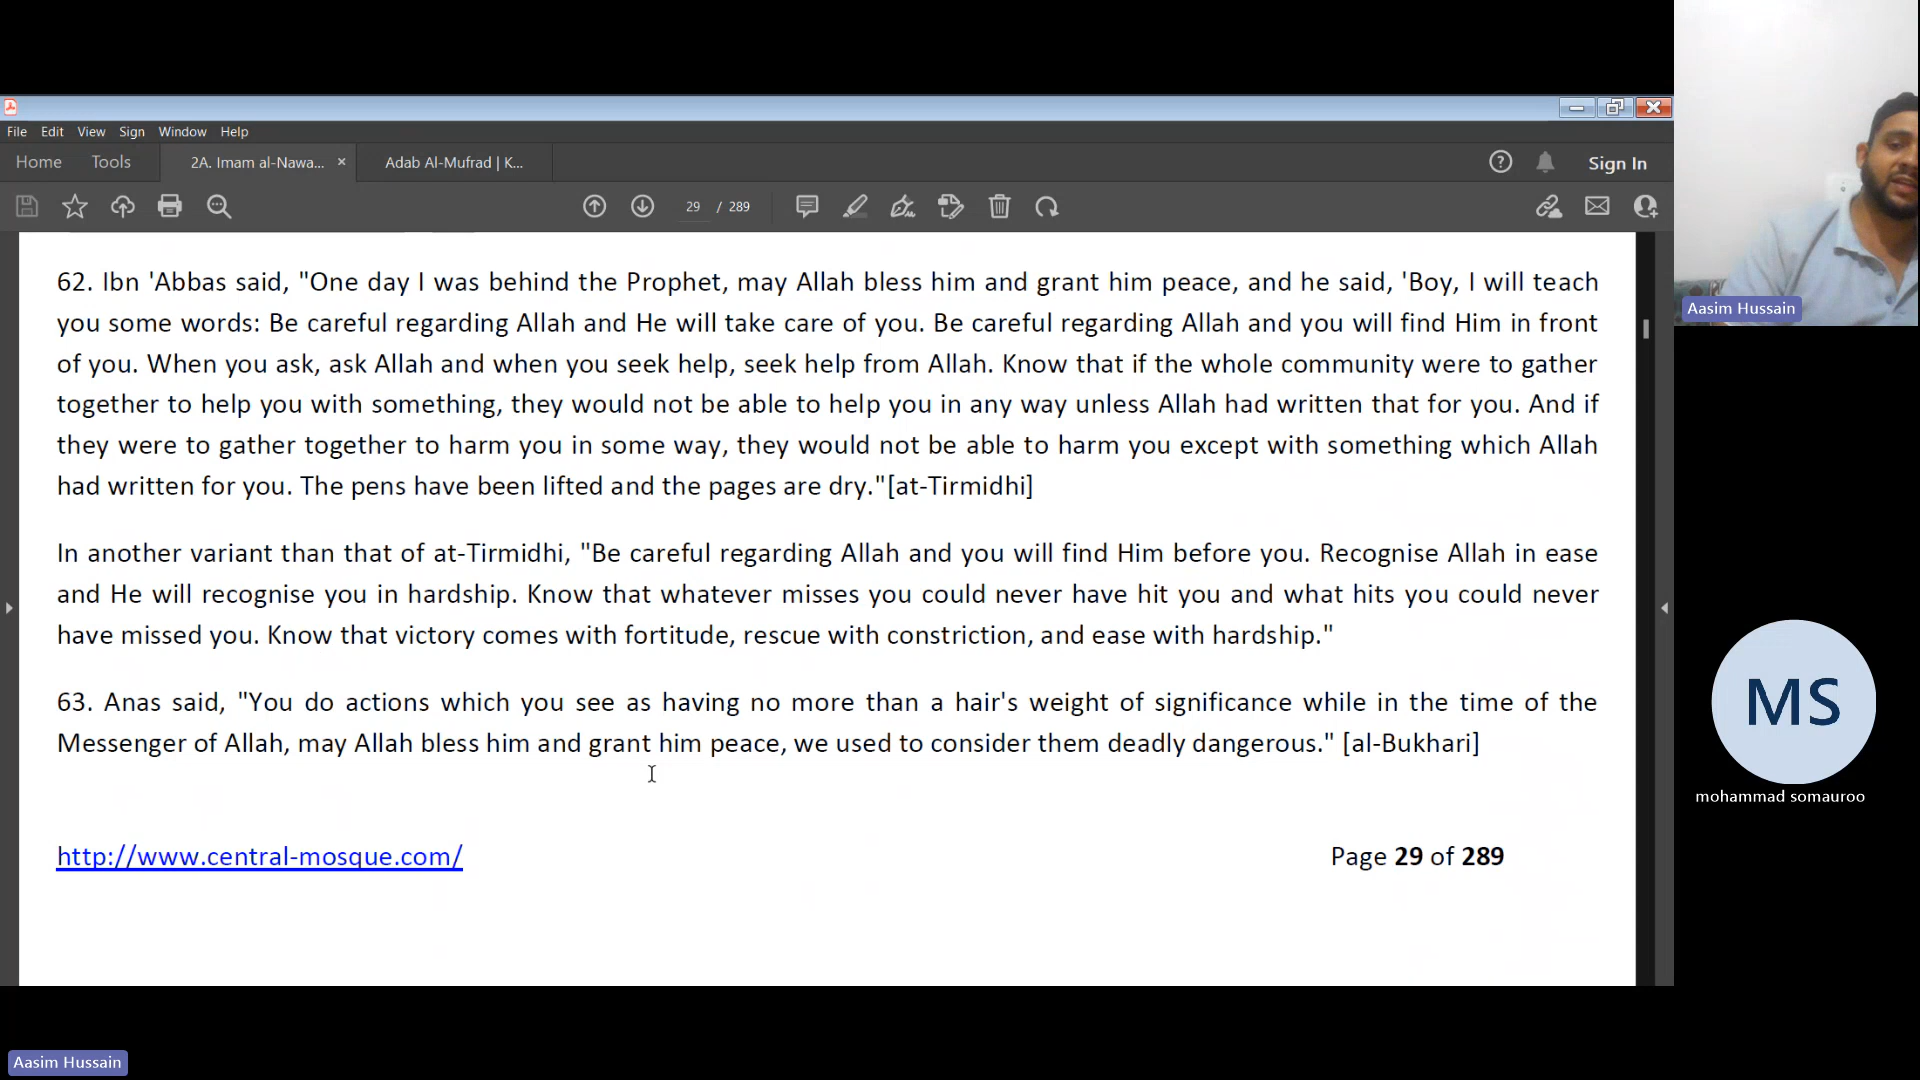 File Edit View Sign Window Help
Home Tools 2A. Imam al-Nawa... × Adab Al-Mufrad | K... Sign In
29 / 289
62. Ibn 'Abbas said, "One day I was behind the Prophet, may Allah bless him and grant him peace, and he said, 'Boy, I will teach
you some words: Be careful regarding Allah and He will take care of you. Be careful regarding Allah and you will find Him in front
of you. When you ask, ask Allah and when you seek help, seek help from Allah. Know that if the whole community were to gather
together to help you with something, they would not be able to help you in any way unless Allah had written that for you. And if
they were to gather together to harm you in some way, they would not be able to harm you except with something which Allah
had written for you. The pens have been lifted and the pages are dry."[at-Tirmidhi]
In another variant than that of at-Tirmidhi, "Be careful regarding Allah and you will find Him before you. Recognise Allah in ease
and He will recognise you in hardship. Know that whatever misses you could never have hit you and what hits you could never
have missed you. Know that victory comes with fortitude, rescue with constriction, and ease with hardship."
63. Anas said, "You do actions which you see as having no more than a hair's weight of significance while in the time of the
Messenger of Allah, may Allah bless him and grant him peace, we used to consider them deadly dangerous." [al-Bukhari]
http://www.central-mosque.com/ Page 29 of 289
Aasim Hussain
MS
mohammad somauroo
Aasim Hussain